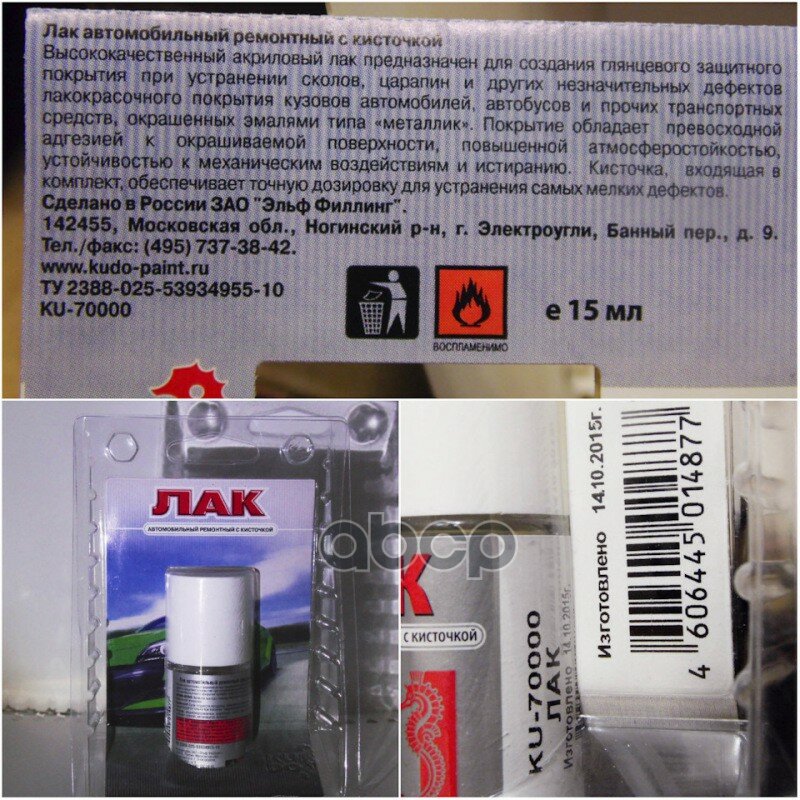 Лак автомобильный ремонтный с кисточкой
Высококачественный акриловый лак предназначен для создания глянцевого защитного
покрытия при устранении сколов, царапин и других незначительных дефектов
лакокрасочного покрытия кузовов автомобилей, автобусов и прочих транспортных
средств, окрашенных эмалями типа «металлик». Покрытие обладает превосходной
адгезией к окрашиваемой поверхности, повышенной атмосферостойкостью,
устойчивостью к механическим воздействиям и истиранию. Кисточка, входящая в
комплект, обеспечивает точную дозировку для устранения самых мелких дефектов.
Сделано в России ЗАО "Эльф Филлинг".
142455, Московская обл., Ногинский р-н, г. Электроугли, Банный пер., д. 9.
Тел./факс: (495) 737-38-42.
www.kudo-paint.ru
ТУ 2388-025-53934955-10
KU-70000
ВОСПЛАМЕНИМО
е 15 мл
ЛАК
АВТОМОБИЛЬНЫЙ РЕМОНТНЫЙ С КИСТОЧКОЙ
abcp
АК
С КИСТОЧКОЙ
KU-70000
ЛАК
Изготовлено 14.10.2015г.
Изготовлено 14.10.2015г.
4 606445 014877